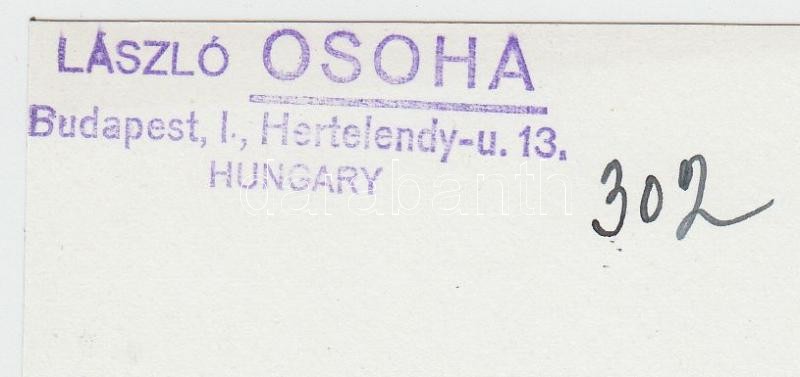 LÁSZLÓ OSOHA
Budapest, I., Hertelendy-u. 13.
HUNGARY
darabanth
302